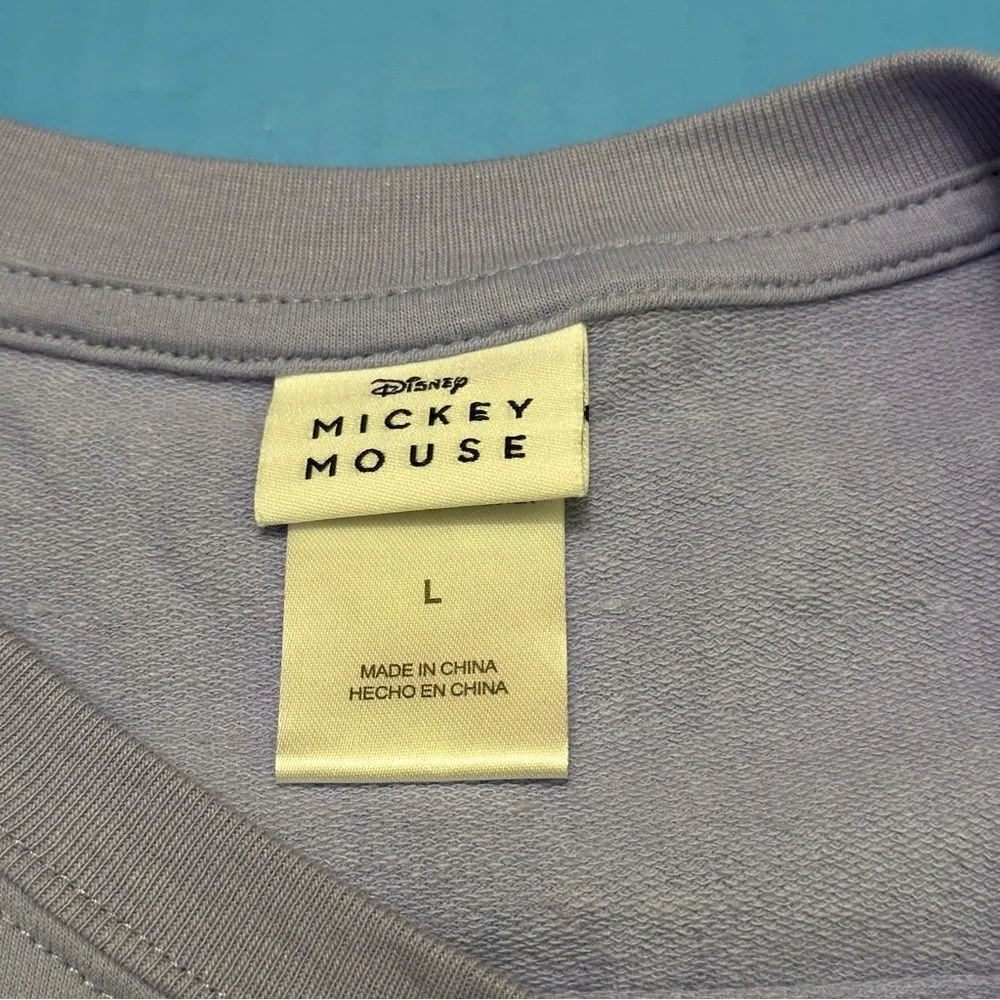 Disney
MICKEY
MOUSE
L
MADE IN CHINA
HECHO EN CHINA